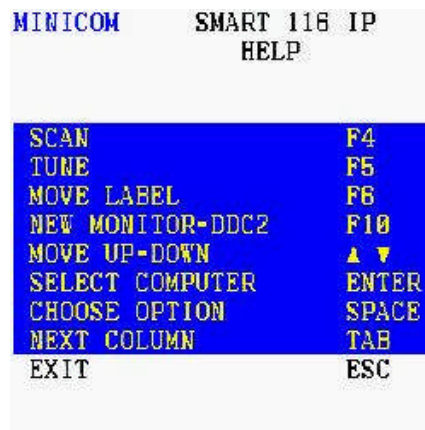 MINICOM SMART 116 IP
HELP
SCAN F4
TUNE F5
MOVE LABEL F6
NEW MONITOR-DDC2 F10
MOVE UP-DOWN ▲ ▼
SELECT COMPUTER ENTER
CHOOSE OPTION SPACE
NEXT COLUMN TAB
EXIT ESC